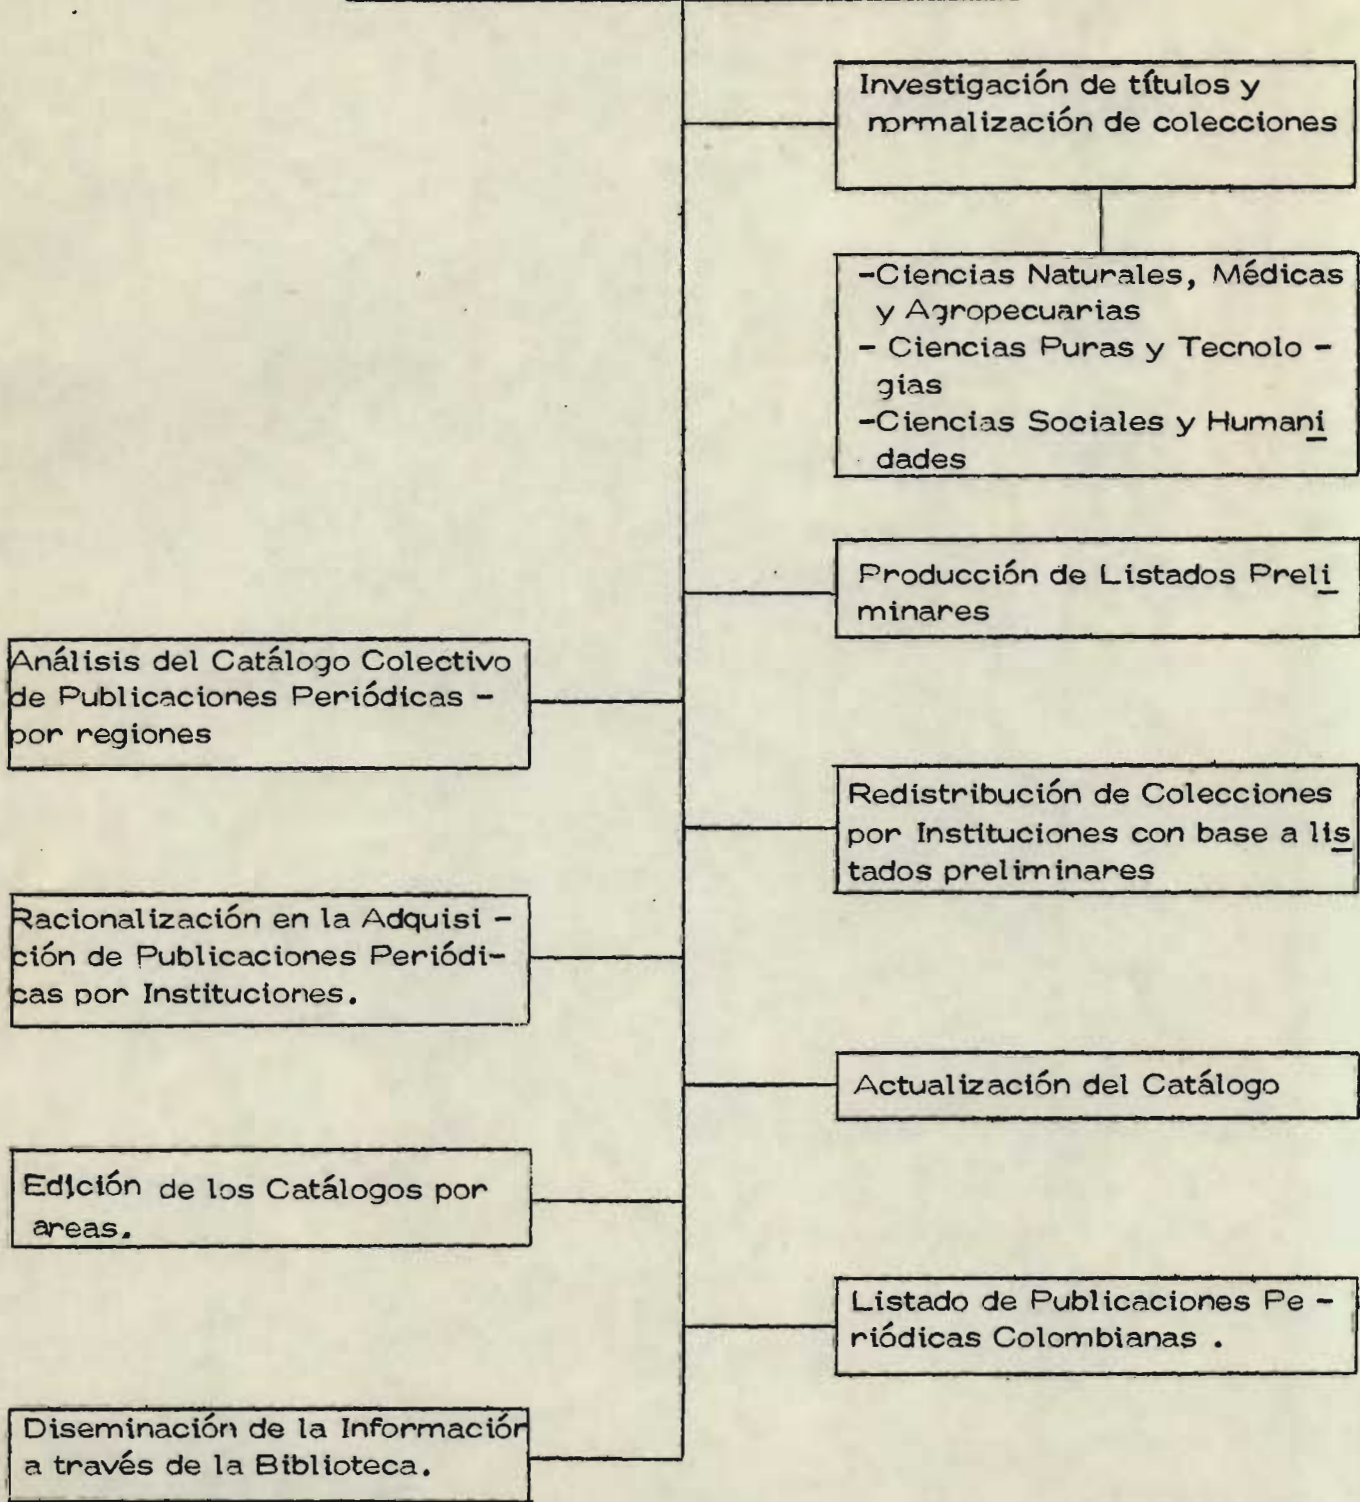 Investigación de títulos y
normalización de colecciones
-Ciencias Naturales, Médicas
y Agropecuarias
- Ciencias Puras y Tecnolo -
gias
-Ciencias Sociales y Humani
dades
Producción de Listados Preli
minares
Análisis del Catálogo Colectivo
de Publicaciones Periódicas -
por regiones
Redistribución de Colecciones
por Instituciones con base a lis
tados preliminares
Racionalización en la Adquisi -
ción de Publicaciones Periódi-
cas por Instituciones.
Actualización del Catálogo
Edición de los Catálogos por
areas.
Listado de Publicaciones Pe -
riódicas Colombianas .
Diseminación de la Información
a través de la Biblioteca.